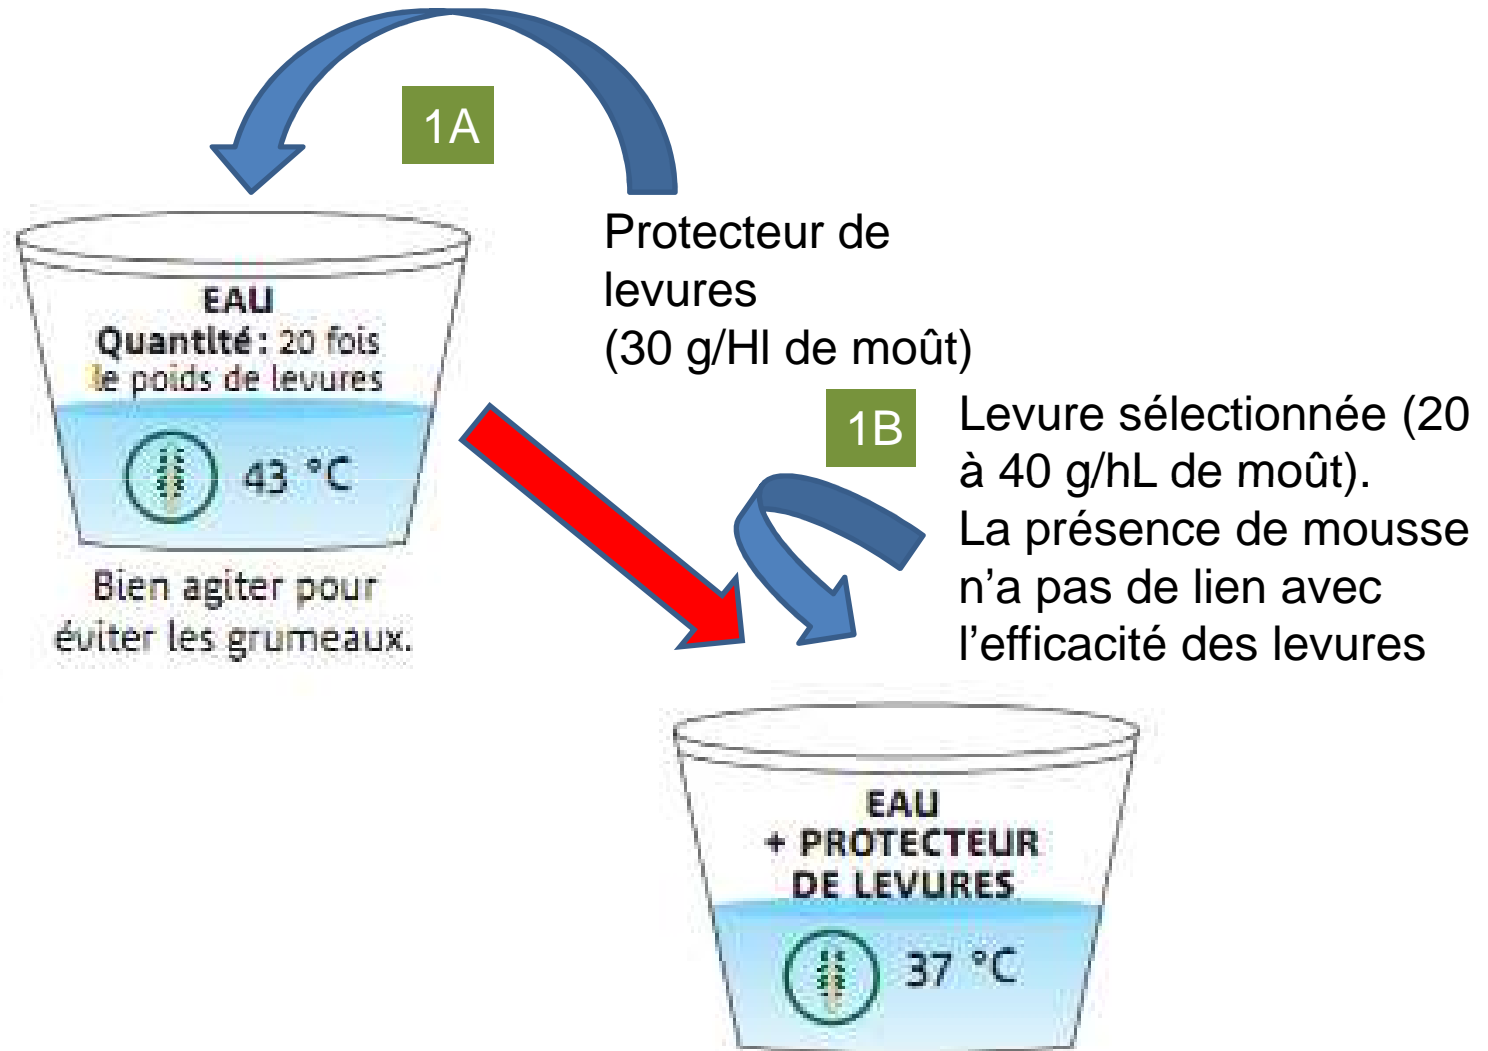 1A
Protecteur de
levures
(30 g/Hl de moût)
EAU
Quantité : 20 fois
le poids de levures
43 °C
Bien agiter pour
éviter les grumeaux.
1B
Levure sélectionnée (20
à 40 g/hL de moût).
La présence de mousse
n’a pas de lien avec
l’efficacité des levures
EAU
+ PROTECTEUR
DE LEVURES
37 °C